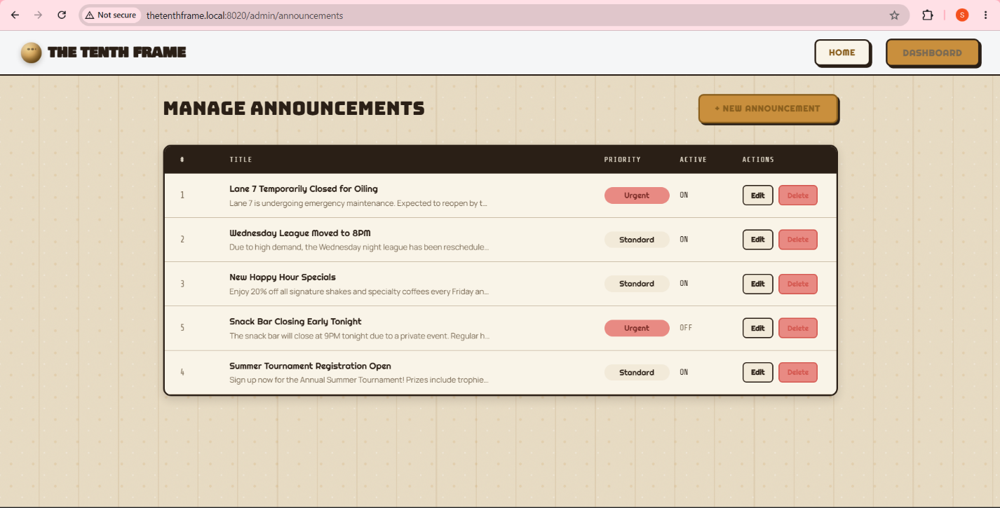 Not secure
thetenthframe.local:8020/admin/announcements
S
THE TENTH FRAME
HOME
DASHBOARD
MANAGE ANNOUNCEMENTS
+ NEW ANNOUNCEMENT
# TITLE PRIORITY ACTIVE ACTIONS
Lane 7 Temporarily Closed for Oiling
1 Urgent ON Edit Delete
Lane 7 is undergoing emergency maintenance. Expected to reopen by t...
Wednesday League Moved to 8PM
2 Standard ON Edit Delete
Due to high demand, the Wednesday night league has been reschedule...
New Happy Hour Specials
3 Standard ON Edit Delete
Enjoy 20% off all signature shakes and specialty coffees every Friday an...
Snack Bar Closing Early Tonight
5 Urgent OFF Edit Delete
The snack bar will close at 9PM tonight due to a private event. Regular h...
Summer Tournament Registration Open
4 Standard ON Edit Delete
Sign up now for the Annual Summer Tournament! Prizes include trophie...